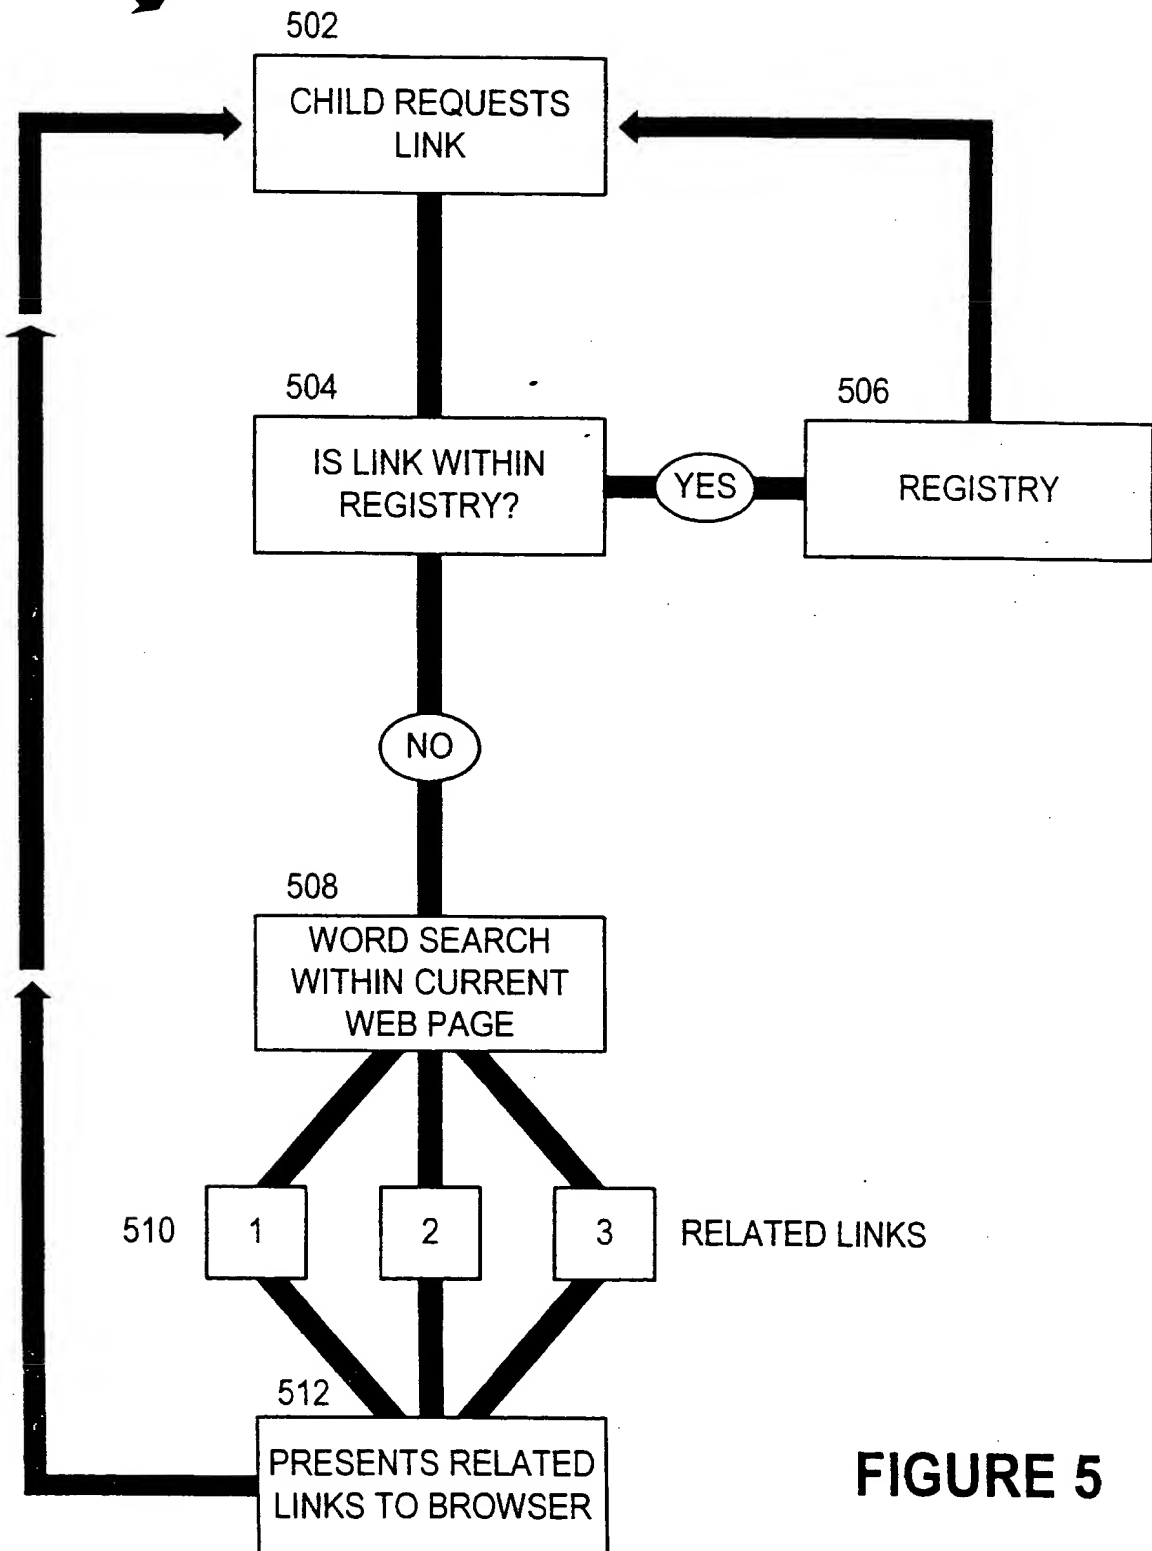 502
CHILD REQUESTS
LINK
504
IS LINK WITHIN
REGISTRY?
YES
506
REGISTRY
NO
508
WORD SEARCH
WITHIN CURRENT
WEB PAGE
510
1
2
3
RELATED LINKS
512
PRESENTS RELATED
LINKS TO BROWSER
FIGURE 5